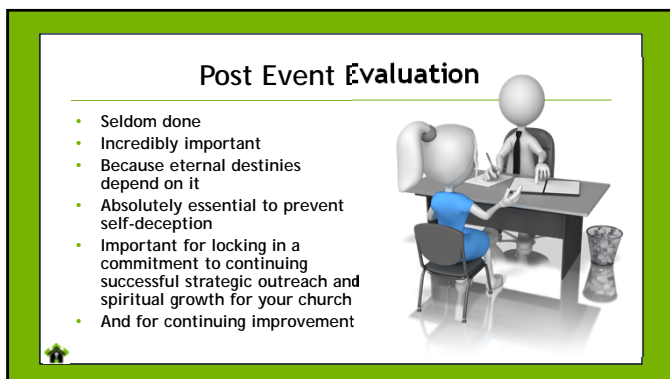 Post Event Evaluation
• Seldom done
• Incredibly important
• Because eternal destinies
depend on it
• Absolutely essential to prevent
self-deception
• Important for locking in a
commitment to continuing
successful strategic outreach and
spiritual growth for your church
• And for continuing improvement